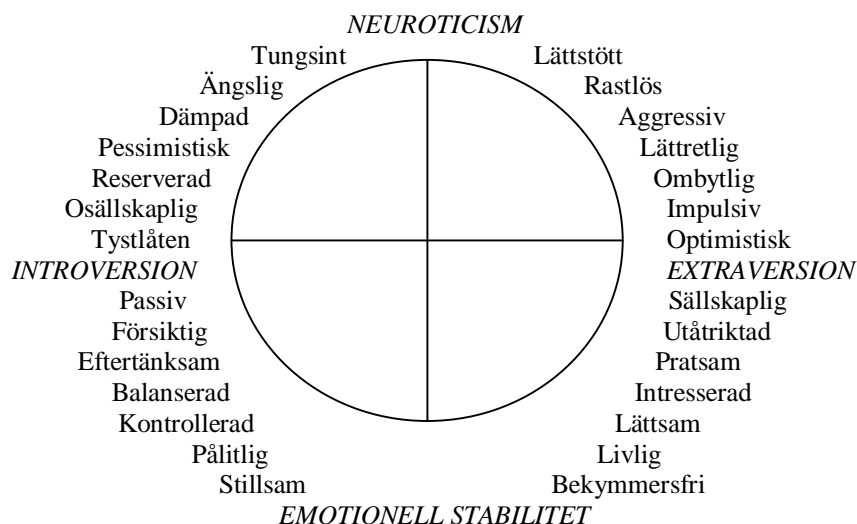 NEUROTICISM
Tungsint Lättstött
Ängslig Rastlös
Dämpad Aggressiv
Pessimistisk Lättretlig
Reserverad Ombytlig
Osällskaplig Impulsiv
Tystlåten Optimistisk
INTROVERSION EXTRAVERSION
Passiv Sällskaplig
Försiktig Utåtriktad
Eftertänksam Pratsam
Balanserad Intresserad
Kontrollerad Lättsam
Pålitlig Livlig
Stillsam Bekymmersfri
EMOTIONELL STABILITET